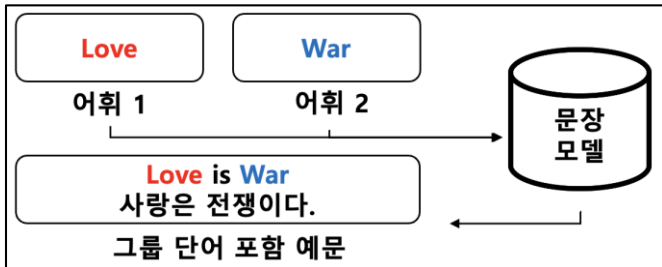 Love
War
어휘 1
어휘 2
문장
모델
Love is War
사랑은 전쟁이다.
그룹 단어 포함 예문